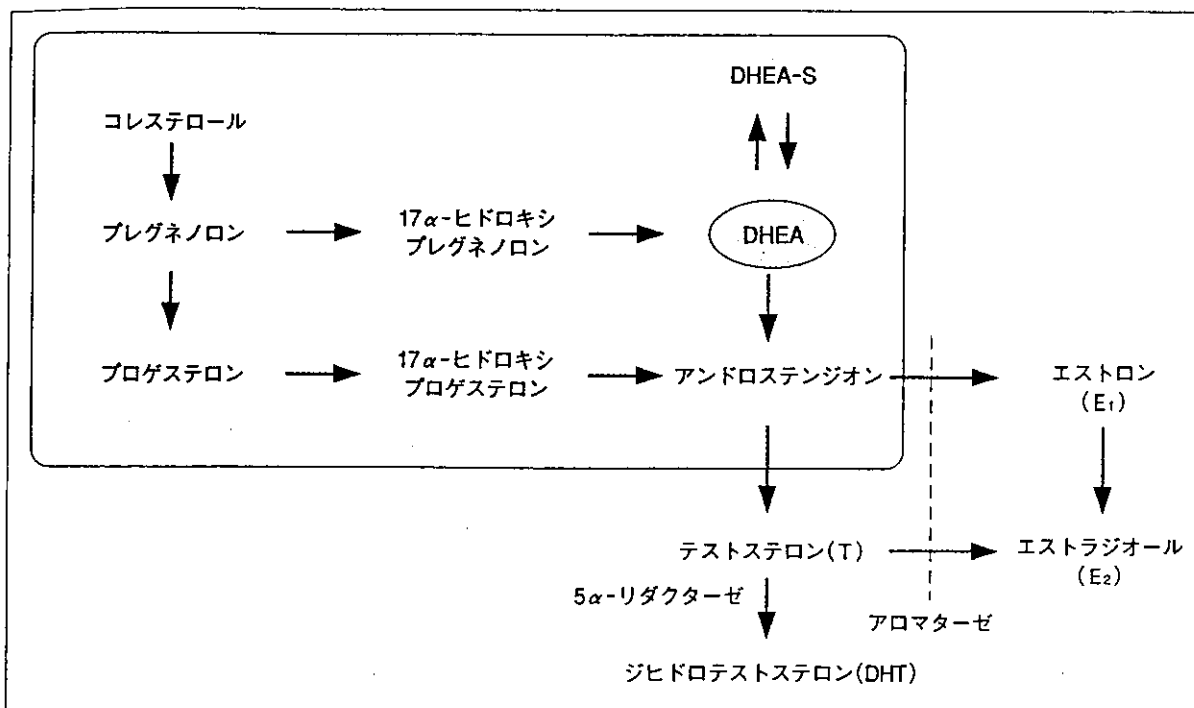 DHEA-S
コレステロール
プレグネノロン
17α-ヒドロキシ
プレグネノロン
DHEA
プロゲステロン
17α-ヒドロキシ
プロゲステロン
アンドロステンジオン
エストロン
(E₁)
テストステロン(T)
エストラジオール
(E₂)
5α-リダクターゼ
アロマターゼ
ジヒドロテストステロン(DHT)